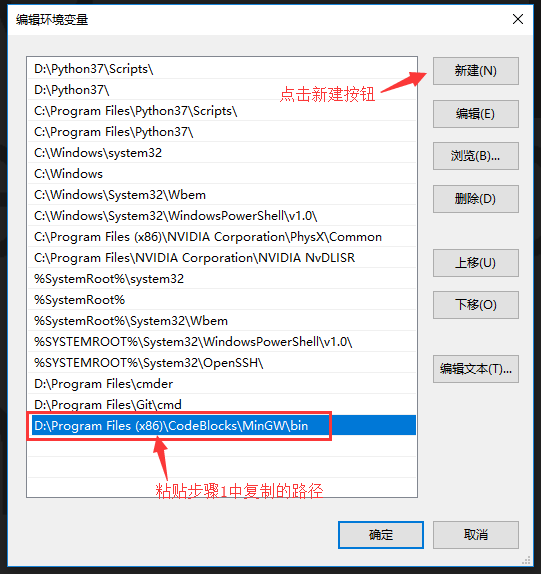 编辑环境变量
D:\Python37\Scripts\
D:\Python37\
C:\Program Files\Python37\Scripts\
C:\Program Files\Python37\
C:\Windows\system32
C:\Windows
C:\Windows\System32\Wbem
C:\Windows\System32\WindowsPowerShell\v1.0\
C:\Program Files (x86)\NVIDIA Corporation\PhysX\Common
C:\Program Files\NVIDIA Corporation\NVIDIA NvDLISR
%SystemRoot%\system32
%SystemRoot%
%SystemRoot%\System32\Wbem
%SYSTEMROOT%\System32\WindowsPowerShell\v1.0\
%SYSTEMROOT%\System32\OpenSSH\
D:\Program Files\cmder
D:\Program Files\Git\cmd
D:\Program Files (x86)\CodeBlocks\MinGW\bin
点击新建按钮
粘贴步骤1中复制的路径
新建(N)
编辑(E)
浏览(B)...
删除(D)
上移(U)
下移(O)
编辑文本(T)...
确定
取消